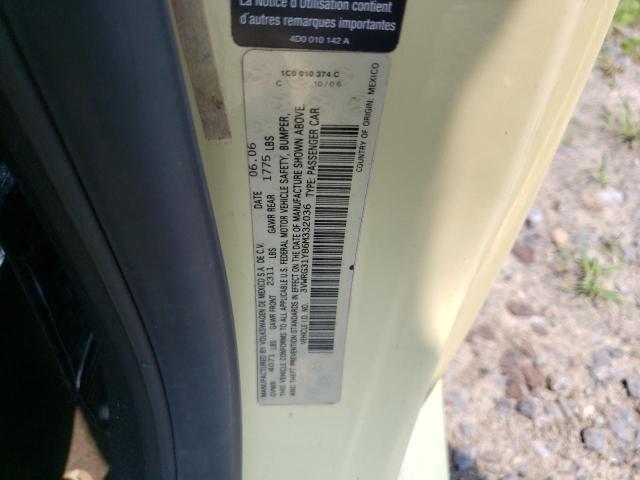 La Notice d'Utilisation contient
d'autres remarques importantes
4D0 010 142 A
1C0 010 374 C
C 10/06
MANUFACTURED BY VOLKSWAGEN DE MEXICO S.A. DE C.V. DATE 06.06
GVWR 4071 LBS GAWR FRONT 2311 LBS GAWR REAR 1775 LBS
THIS VEHICLE CONFORMS TO ALL APPLICABLE U.S. FEDERAL MOTOR VEHICLE SAFETY, BUMPER,
AND THEFT PREVENTION STANDARDS IN EFFECT ON THE DATE OF MANUFACTURE SHOWN ABOVE.
VEHICLE I.D. NO.: 3VWRG31Y86M332036 TYPE: PASSENGER CAR
COUNTRY OF ORIGIN: MEXICO